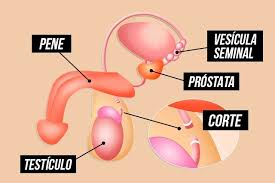 PENE
VESÍCULA
SEMINAL
PRÓSTATA
CORTE
TESTÍCULO